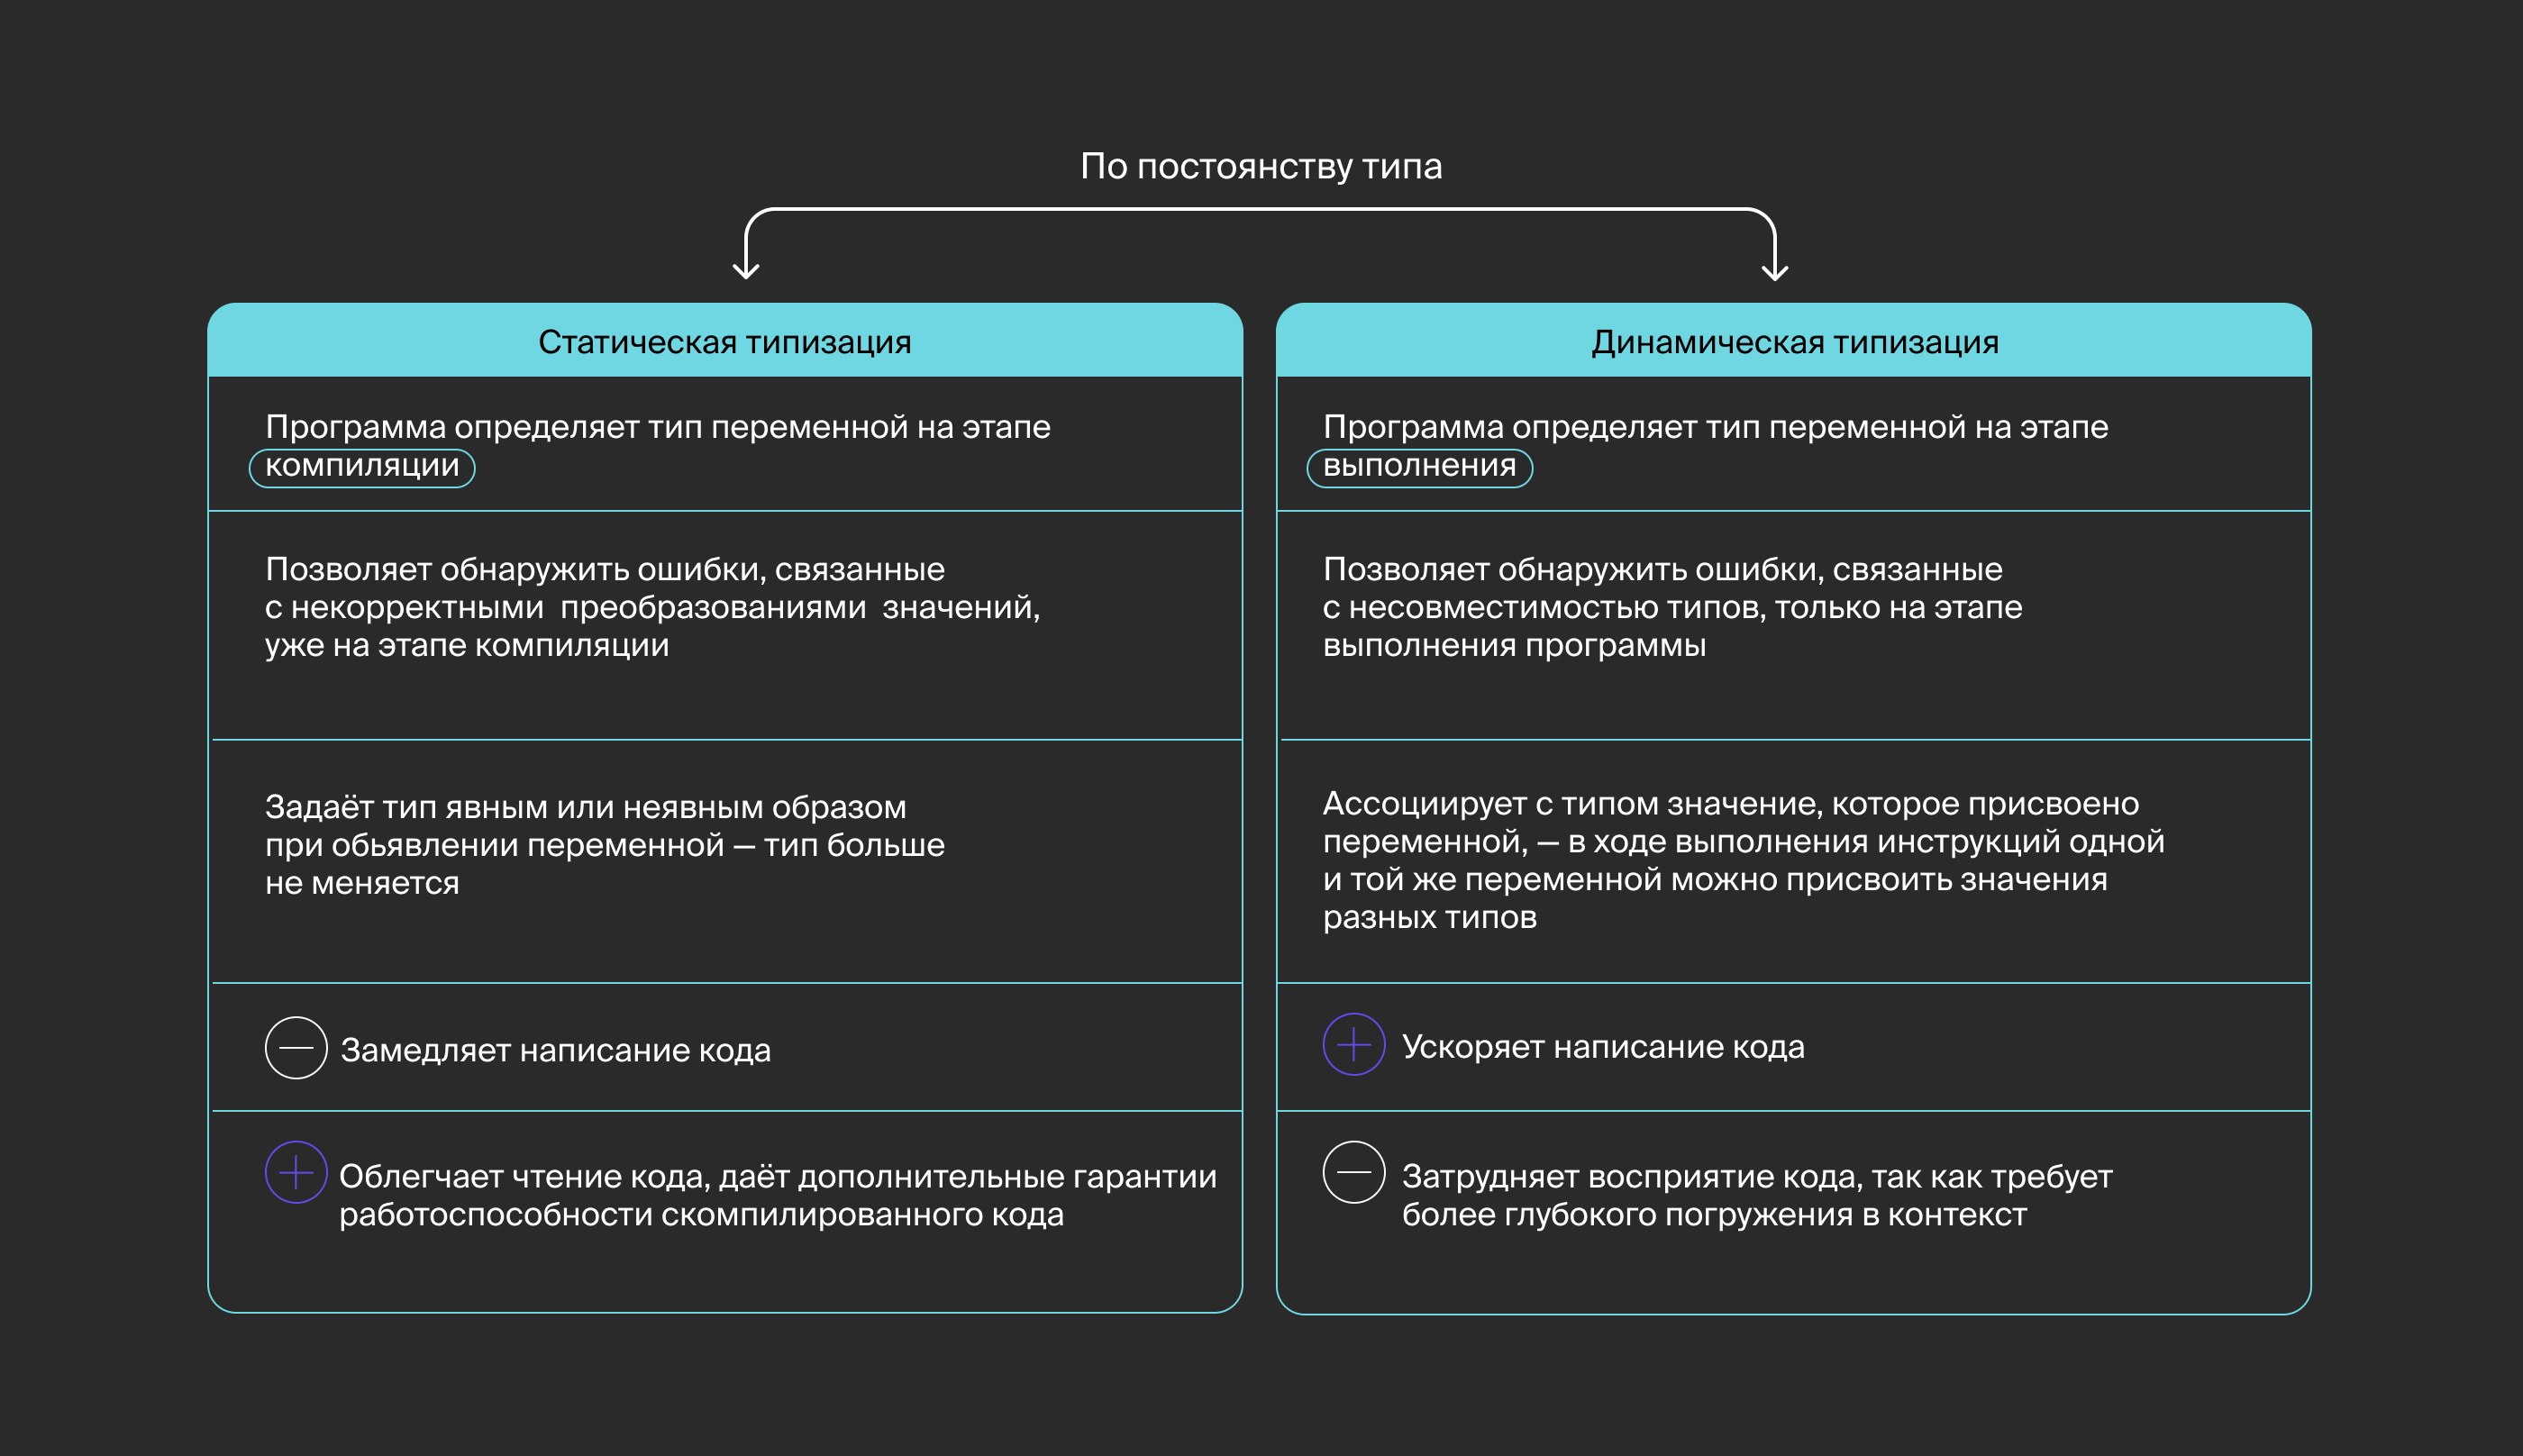 По постоянству типа
Статическая типизация
Программа определяет тип переменной на этапе
компиляции
Позволяет обнаружить ошибки, связанные
с некорректными преобразованиями значений,
уже на этапе компиляции
Задаёт тип явным или неявным образом
при обьявлении переменной — тип больше
не меняется
Замедляет написание кода
Облегчает чтение кода, даёт дополнительные гарантии
работоспособности скомпилированного кода
Динамическая типизация
Программа определяет тип переменной на этапе
выполнения
Позволяет обнаружить ошибки, связанные
с несовместимостью типов, только на этапе
выполнения программы
Ассоциирует с типом значение, которое присвоено
переменной, — в ходе выполнения инструкций одной
и той же переменной можно присвоить значения
разных типов
Ускоряет написание кода
Затрудняет восприятие кода, так как требует
более глубокого погружения в контекст